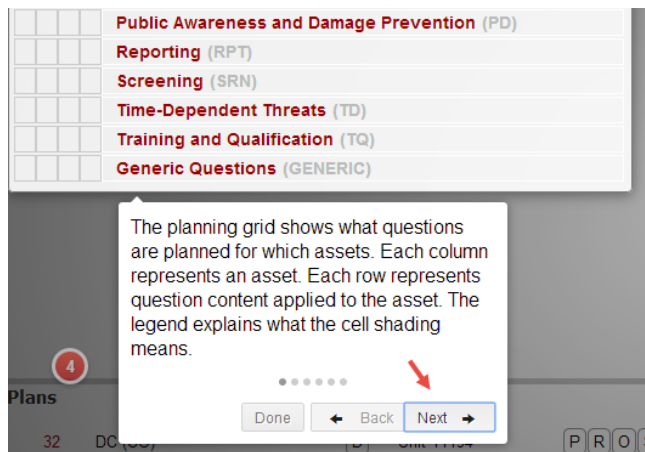 Public Awareness and Damage Prevention (PD)
Reporting (RPT)
Screening (SRN)
Time-Dependent Threats (TD)
Training and Qualification (TQ)
Generic Questions (GENERIC)
The planning grid shows what questions
are planned for which assets. Each column
represents an asset. Each row represents
question content applied to the asset. The
legend explains what the cell shading
means.
4
Plans
Done Back Next
32 DC P R O